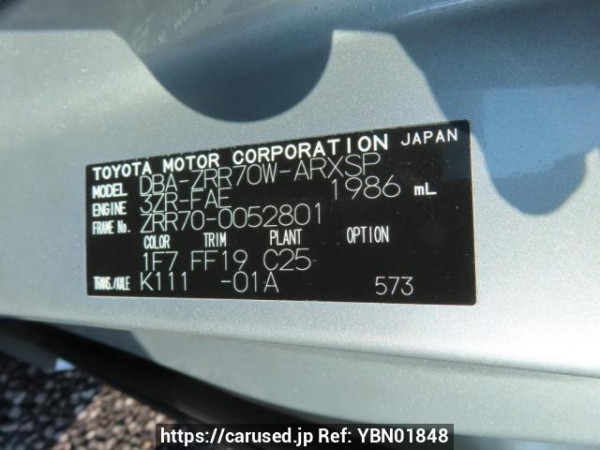 TOYOTA MOTOR CORPORATION JAPAN
MODEL DBA-ZRR70W-ARXSP
ENGINE 3ZR-FAE 1986 mL
FRAME No. ZRR70-0052801
COLOR TRIM PLANT OPTION
1F7 FF19 C25
TRANS./AXLE K111 -01A 573
https://carused.jp Ref: YBN01848